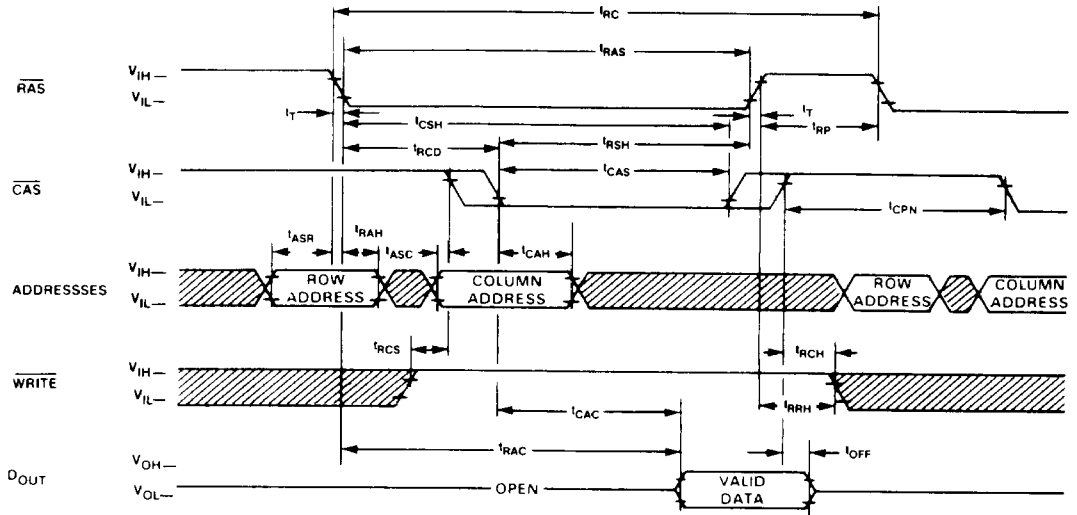 tRC
tRAS
RAS
VIH
VIL
tT
tCSH
tT
tRP
tRCD
tRSH
CAS
VIH
VIL
tCAS
tCPN
tASR
tRAH
tASC
tCAH
ADDRESSSES
VIH
VIL
ROW ADDRESS
COLUMN ADDRESS
ROW ADDRESS
COLUMN ADDRESS
tRCS
tRCH
WRITE
VIH
VIL
tCAC
tRRH
tRAC
tOFF
DOUT
VOH
VOL
OPEN
VALID DATA